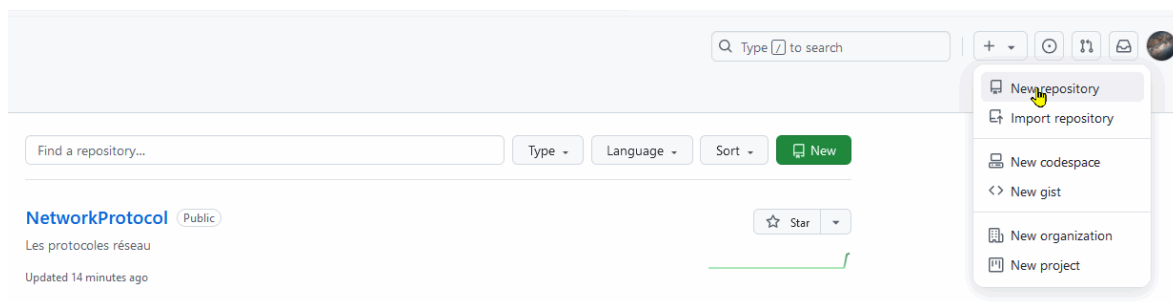 Type / to search
New repository
Import repository
New codespace
New gist
New organization
New project
Find a repository...
Type
Language
Sort
New
NetworkProtocol Public
Star
Les protocoles réseau
Updated 14 minutes ago